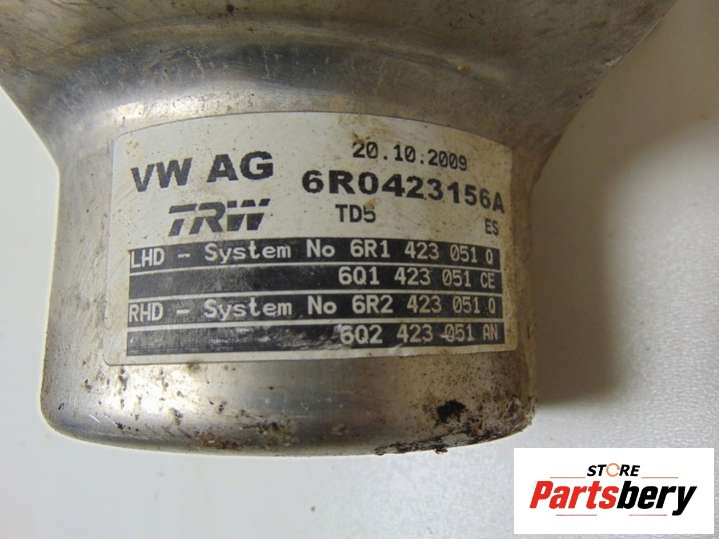 20.10.2009
VW AG 6R0423156A
TRW TD5 ES
LHD - System No 6R1 423 051 Q
6Q1 423 051 CE
RHD - System No 6R2 423 051 Q
6Q2 423 051 AN
STORE
Partsbery